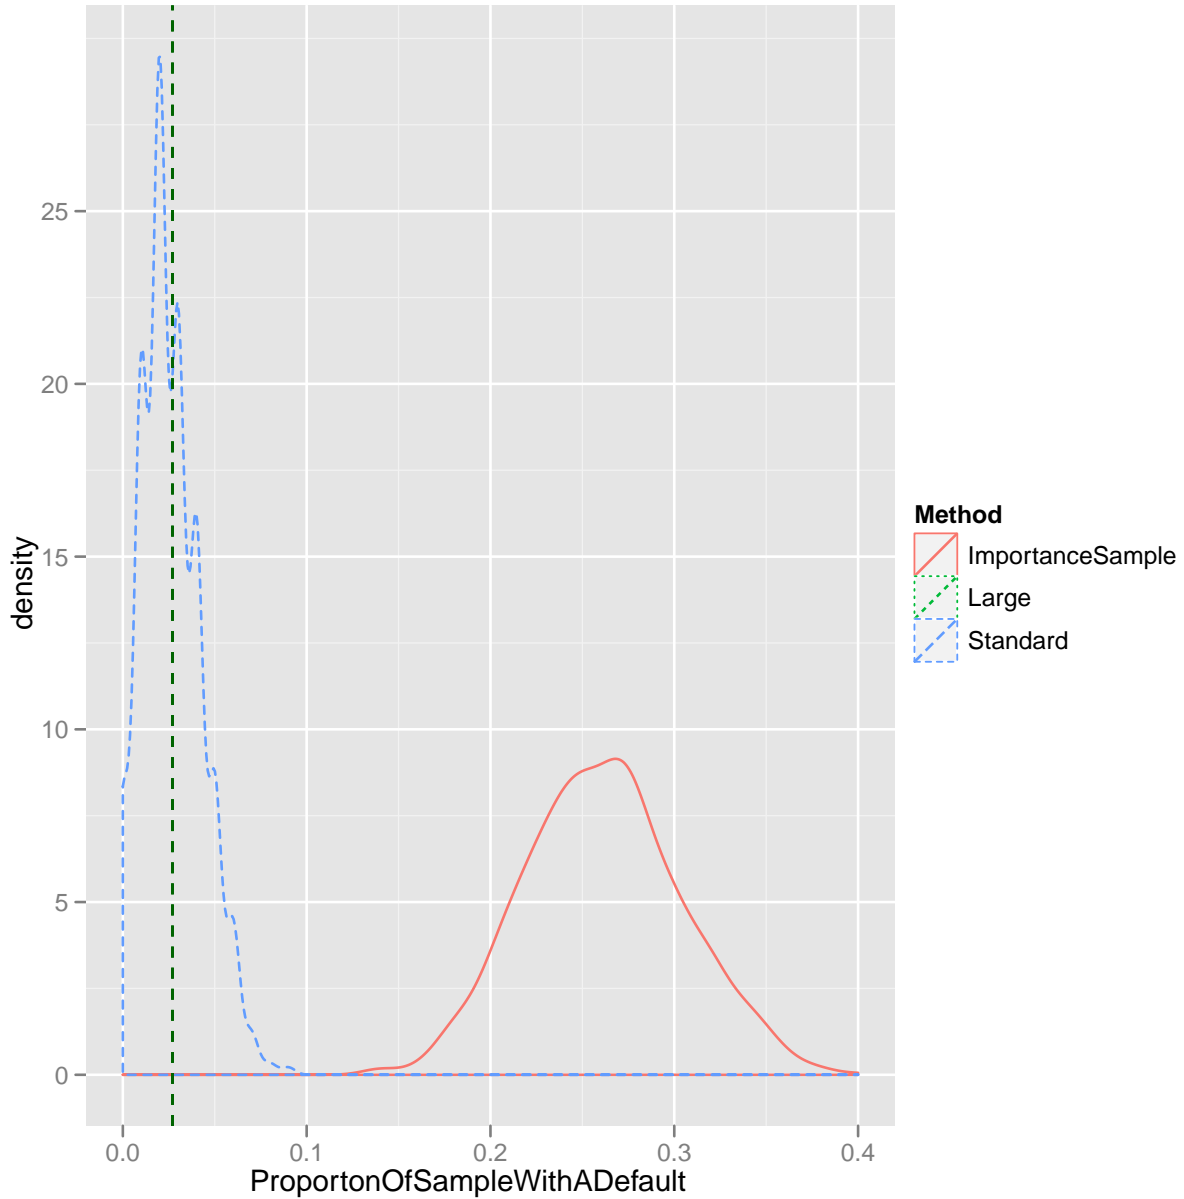 density
25
20
15
10
5
0
0.0 0.1 0.2 0.3 0.4
ProportonOfSampleWithADefault
Method
ImportanceSample
Large
Standard